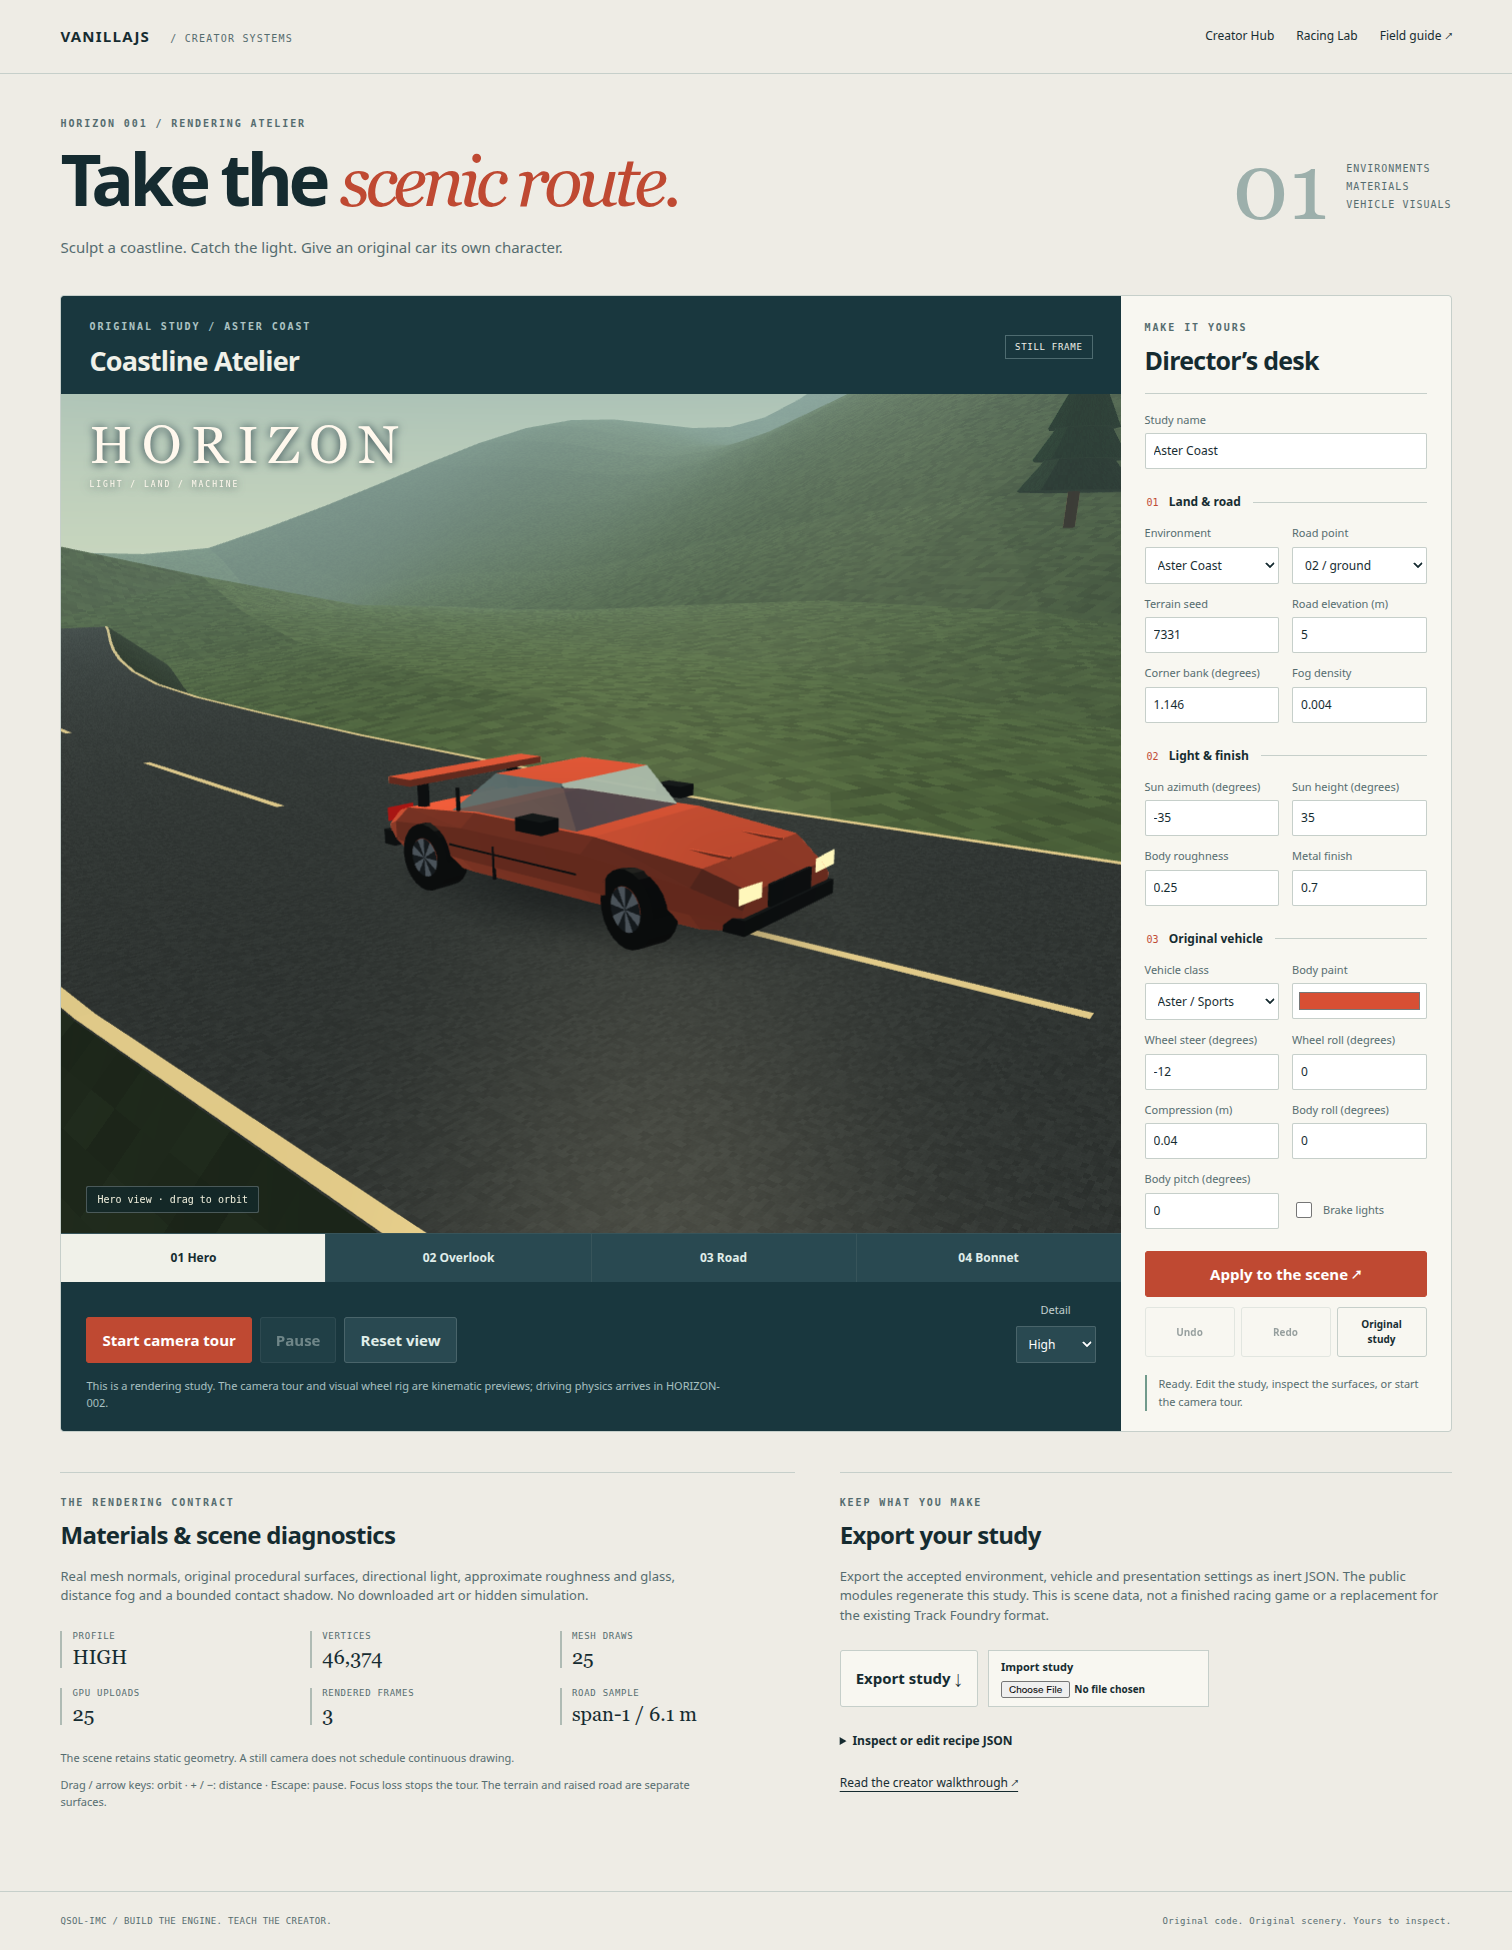 VANILLAJS / CREATOR SYSTEMS
Creator Hub Racing Lab Field guide ↗
HORIZON 001 / RENDERING ATELIER
Take the scenic route.
Sculpt a coastline. Catch the light. Give an original car its own character.
01
ENVIRONMENTS
MATERIALS
VEHICLE VISUALS
ORIGINAL STUDY / ASTER COAST
Coastline Atelier
STILL FRAME
HORIZON
LIGHT / LAND / MACHINE
Hero view · drag to orbit
01 Hero
02 Overlook
03 Road
04 Bonnet
Start camera tour
Pause
Reset view
Detail
High
This is a rendering study. The camera tour and visual wheel rig are kinematic previews; driving physics arrives in HORIZON-
002.
MAKE IT YOURS
Director’s desk
Study name
Aster Coast
01 Land & road
Environment Road point
Aster Coast 02 / ground
Terrain seed Road elevation (m)
7331 5
Corner bank (degrees) Fog density
1.146 0.004
02 Light & finish
Sun azimuth (degrees) Sun height (degrees)
-35 35
Body roughness Metal finish
0.25 0.7
03 Original vehicle
Vehicle class Body paint
Aster / Sports
Wheel steer (degrees) Wheel roll (degrees)
-12 0
Compression (m) Body roll (degrees)
0.04 0
Body pitch (degrees)
0 Brake lights
Apply to the scene ↗
Undo
Redo
Original
study
Ready. Edit the study, inspect the surfaces, or start
the camera tour.
THE RENDERING CONTRACT
Materials & scene diagnostics
Real mesh normals, original procedural surfaces, directional light, approximate roughness and glass,
distance fog and a bounded contact shadow. No downloaded art or hidden simulation.
PROFILE VERTICES MESH DRAWS
HIGH 46,374 25
GPU UPLOADS RENDERED FRAMES ROAD SAMPLE
25 3 span-1 / 6.1 m
The scene retains static geometry. A still camera does not schedule continuous drawing.
Drag / arrow keys: orbit · + / −: distance · Escape: pause. Focus loss stops the tour. The terrain and raised road are separate
surfaces.
KEEP WHAT YOU MAKE
Export your study
Export the accepted environment, vehicle and presentation settings as inert JSON. The public
modules regenerate this study. This is scene data, not a finished racing game or a replacement for
the existing Track Foundry format.
Export study ↓
Import study
Choose File No file chosen
▶ Inspect or edit recipe JSON
Read the creator walkthrough ↗
QSOL-IMC / BUILD THE ENGINE. TEACH THE CREATOR.
Original code. Original scenery. Yours to inspect.